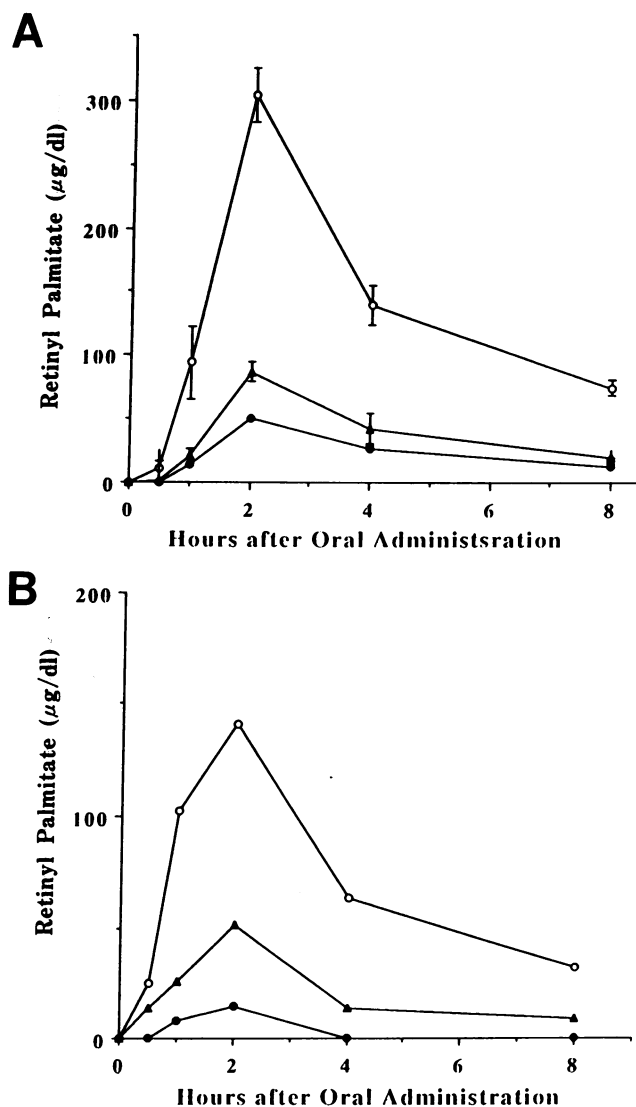 A
Retinyl Palmitate (µg/dl)
300
200
100
0
0 2 4 6 8
Hours after Oral Administsration
B
Retinyl Palmitate (µg/dl)
200
100
0
0 2 4 6 8
Hours after Oral Administration